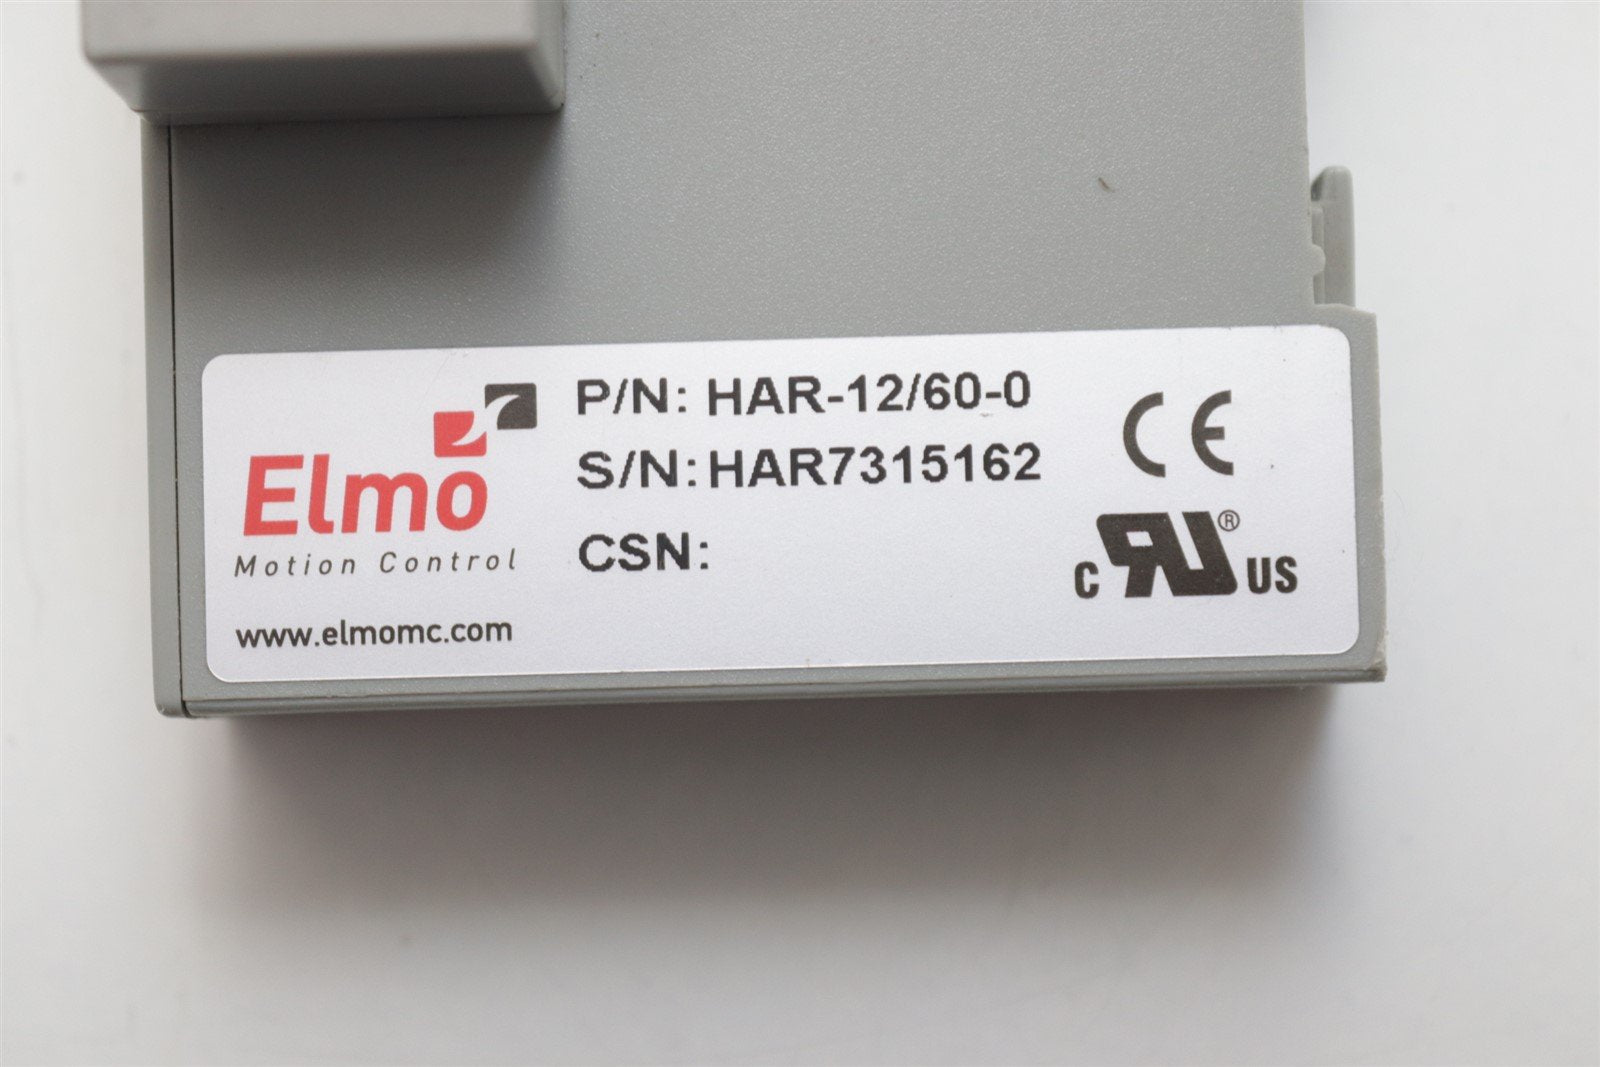 Elmo
Motion Control
www.elmomc.com
P/N: HAR-12/60-0
S/N: HAR7315162
CSN:
CE
c RU ® US